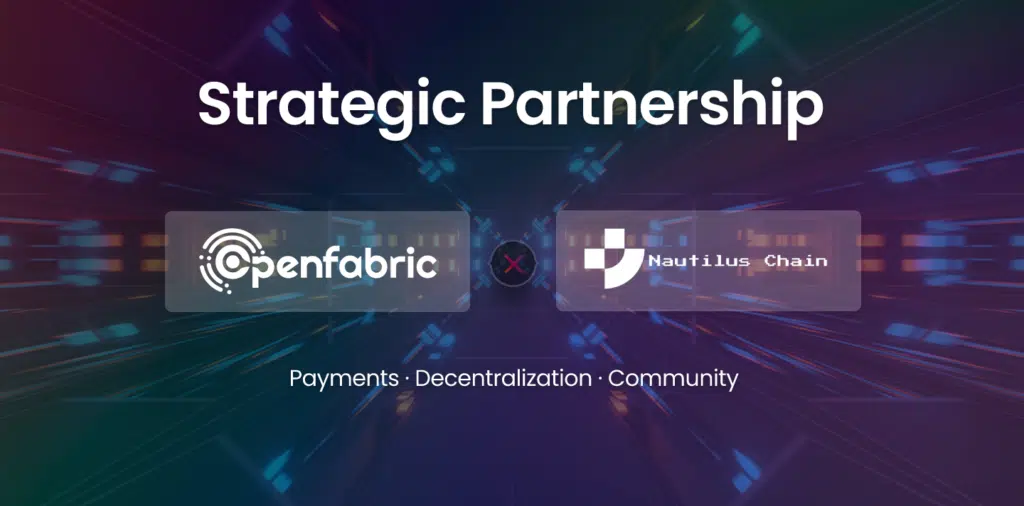 Strategic Partnership
Openfabric
Nautilus Chain
Payments · Decentralization · Community